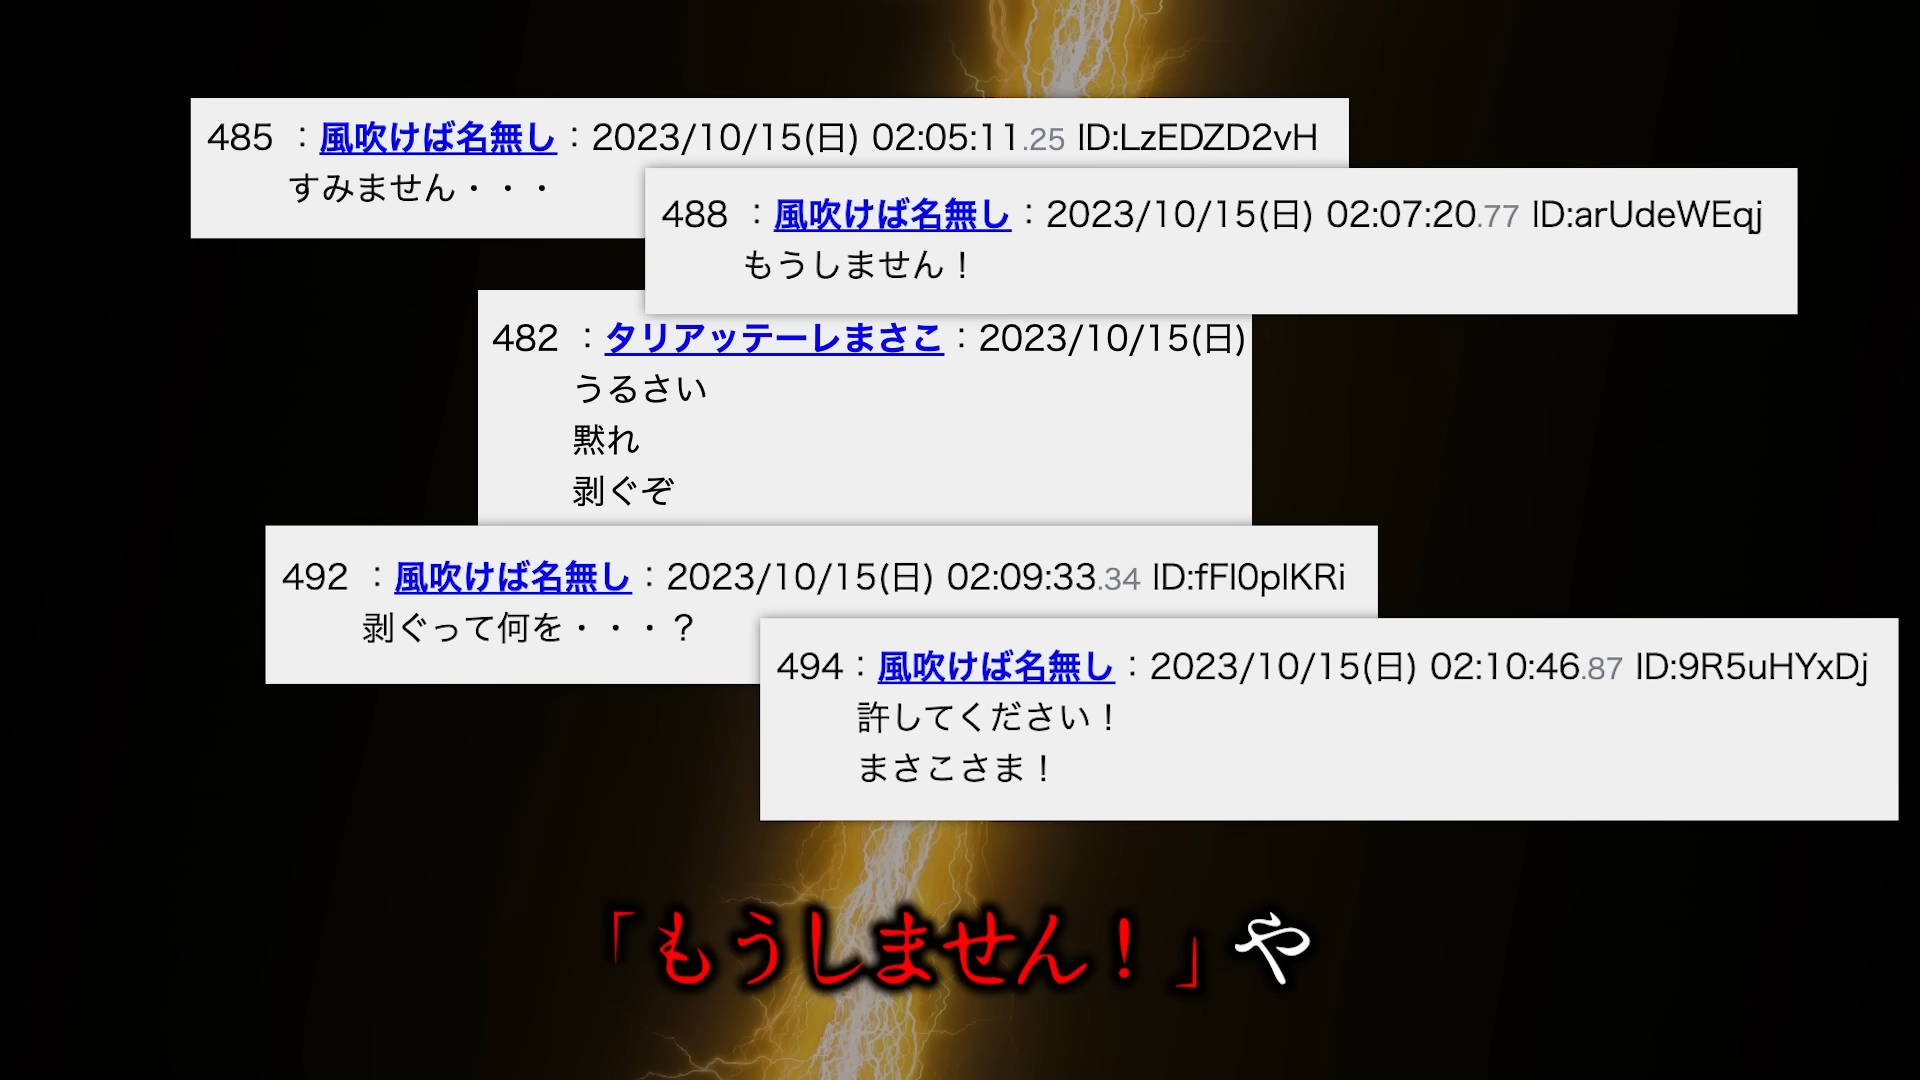 485 ：風吹けば名無し：2023/10/15(日) 02:05:11.25 ID:LzEDZD2vH
すみません・・・
488 ：風吹けば名無し：2023/10/15(日) 02:07:20.77 ID:arUdeWEqj
もうしません！
482 ：タリアッテーレまさこ：2023/10/15(日)
うるさい
黙れ
剥ぐぞ
492 ：風吹けば名無し：2023/10/15(日) 02:09:33.34 ID:fFl0plKRi
剥ぐって何を・・・？
494：風吹けば名無し：2023/10/15(日) 02:10:46.87 ID:9R5uHYxDj
許してください！
まさこさま！
「もうしません！」や